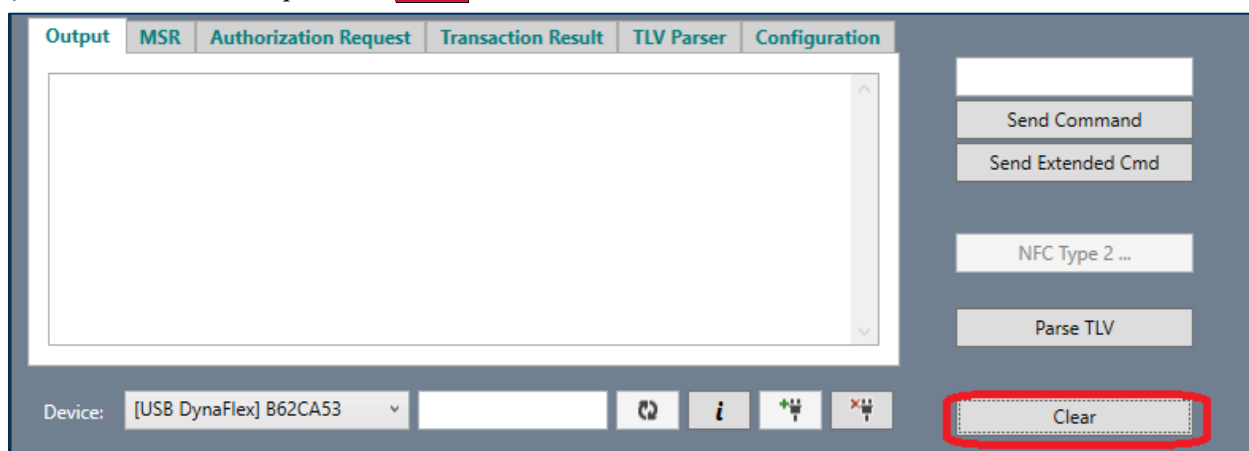 Output MSR Authorization Request Transaction Result TLV Parser Configuration
Send Command
Send Extended Cmd
NFC Type 2 ...
Parse TLV
Device: [USB DynaFlex] B62CA53 i Clear